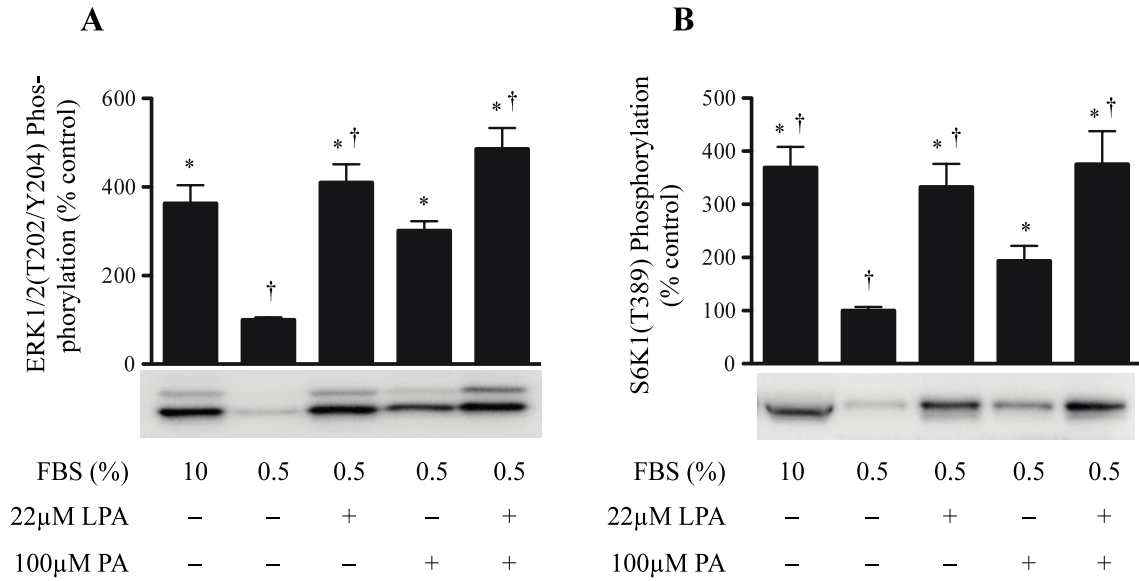 A
ERK1/2(T202/Y204) Phos-
phorylation (% control)
600
400
200
0
*
†
* †
*
* †
FBS (%) 10 0.5 0.5 0.5 0.5
22µM LPA – – + – +
100µM PA – – – + +
B
S6K1(T389) Phosphorylation
(% control)
500
400
300
200
100
0
* †
†
* †
*
* †
FBS (%) 10 0.5 0.5 0.5 0.5
22µM LPA – – + – +
100µM PA – – – + +